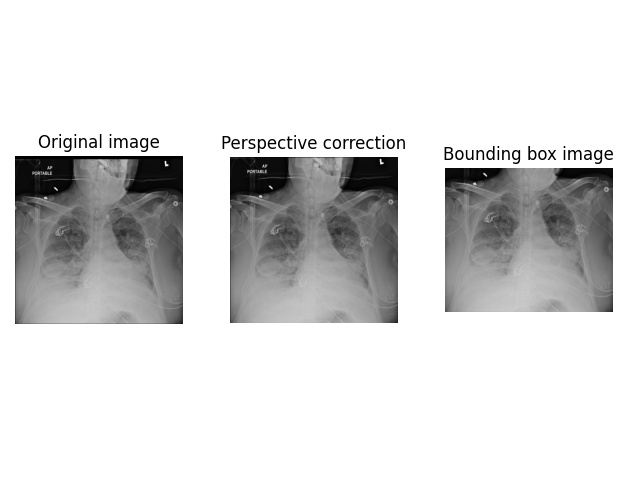 Original image
Perspective correction
Bounding box image
AP
PORTABLE
L
AP
PORTABLE
L